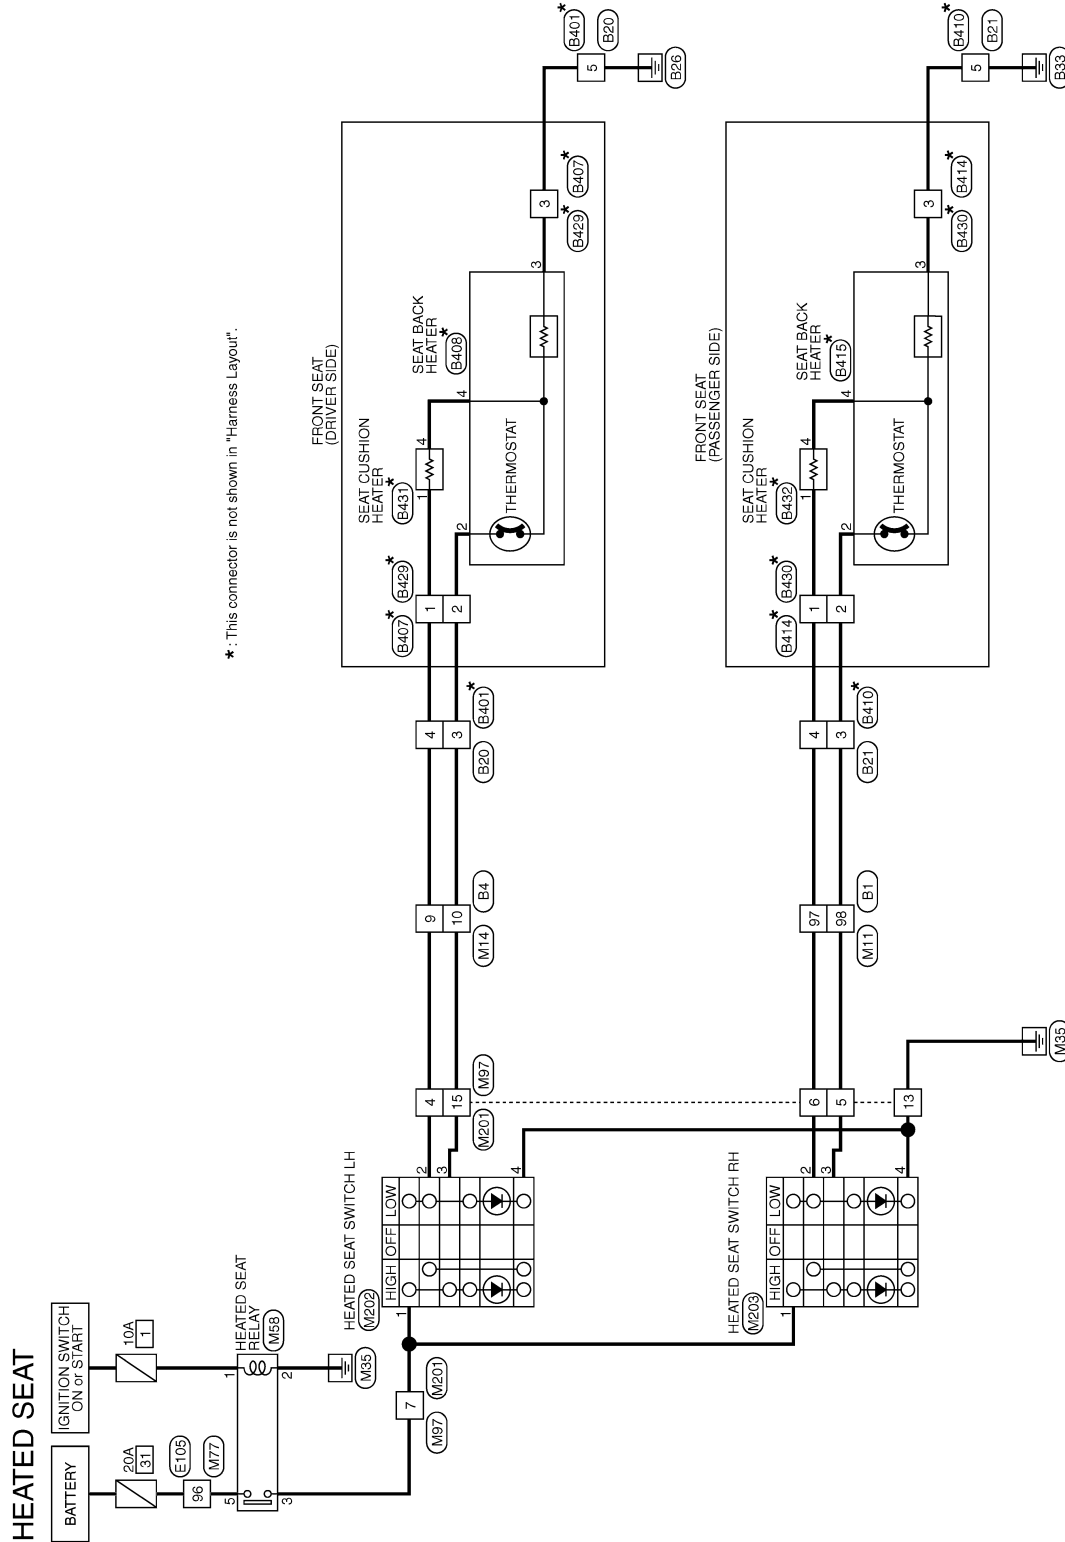 HEATED SEAT
BATTERY
IGNITION SWITCH
ON or START
20A
31
10A
1
E105
96
M77
5
3
1
2
HEATED SEAT
RELAY
M58
M35
M97
7
M201
HEATED SEAT SWITCH LH
M202
1
HIGH
OFF
LOW
2
3
4
HEATED SEAT SWITCH RH
M203
1
HIGH
OFF
LOW
2
3
4
M201
4
15
M97
6
5
13
M35
M14
9
10
B4
M11
97
98
B1
B20
4
3
B401
*
B21
4
3
B410
*
* : This connector is not shown in "Harness Layout".
FRONT SEAT
(DRIVER SIDE)
B407
*
1
2
B429
*
SEAT CUSHION
HEATER
B431
*
1
4
2
4
3
THERMOSTAT
SEAT BACK
HEATER
B408
*
B429
*
3
B407
*
B401
*
5
B20
B26
FRONT SEAT
(PASSENGER SIDE)
B414
*
1
2
B430
*
SEAT CUSHION
HEATER
B432
*
1
4
2
4
3
THERMOSTAT
SEAT BACK
HEATER
B415
*
B430
*
3
B414
*
B410
*
5
B21
B33